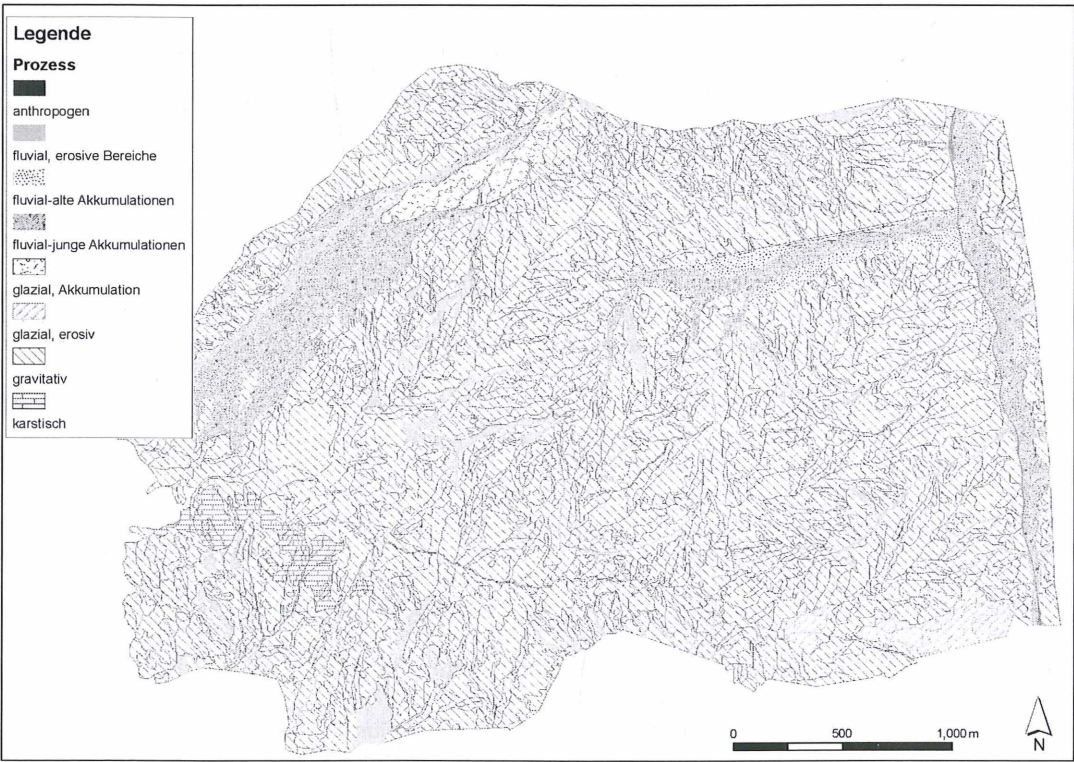 Legende
Prozess
anthropogen
fluvial, erosive Bereiche
fluvial-alte Akkumulationen
fluvial-junge Akkumulationen
glazial, Akkumulation
glazial, erosiv
gravitativ
karstisch
0 500 1,000 m
N